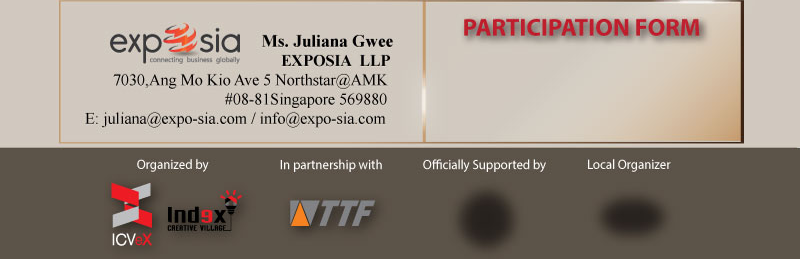 exposia
connecting business globally
Ms. Juliana Gwee
EXPOSIA LLP
7030,Ang Mo Kio Ave 5 Northstar@AMK
#08-81Singapore 569880
E: juliana@expo-sia.com / info@expo-sia.com
PARTICIPATION FORM
Organized by
In partnership with
Officially Supported by
Local Organizer
ICVeX
Index
CREATIVE VILLAGE
TTF